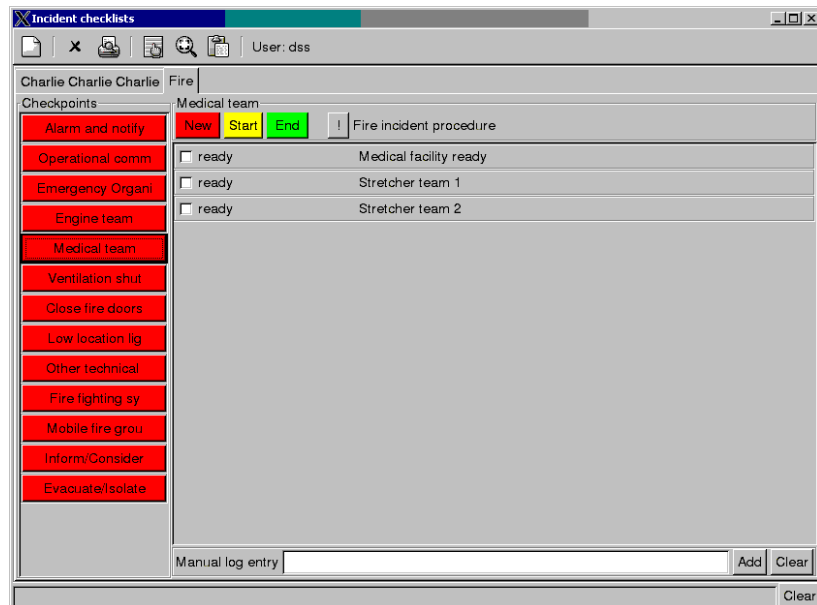 Incident checklists
User: dss
Charlie Charlie Charlie Fire
Checkpoints
Alarm and notify
Operational comm
Emergency Organi
Engine team
Medical team
Ventilation shut
Close fire doors
Low location lig
Other technical
Fire fighting sy
Mobile fire grou
Inform/Consider
Evacuate/Isolate
Medical team
New Start End ! Fire incident procedure
ready Medical facility ready
ready Stretcher team 1
ready Stretcher team 2
Manual log entry Add Clear
Clear